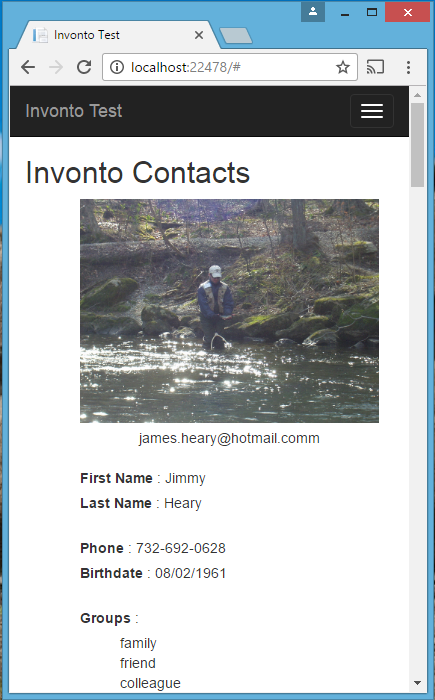 Invonto Test
localhost:22478/#
Invonto Test
Invonto Contacts
james.heary@hotmail.comm
First Name : Jimmy
Last Name : Heary
Phone : 732-692-0628
Birthdate : 08/02/1961
Groups :
family
friend
colleague